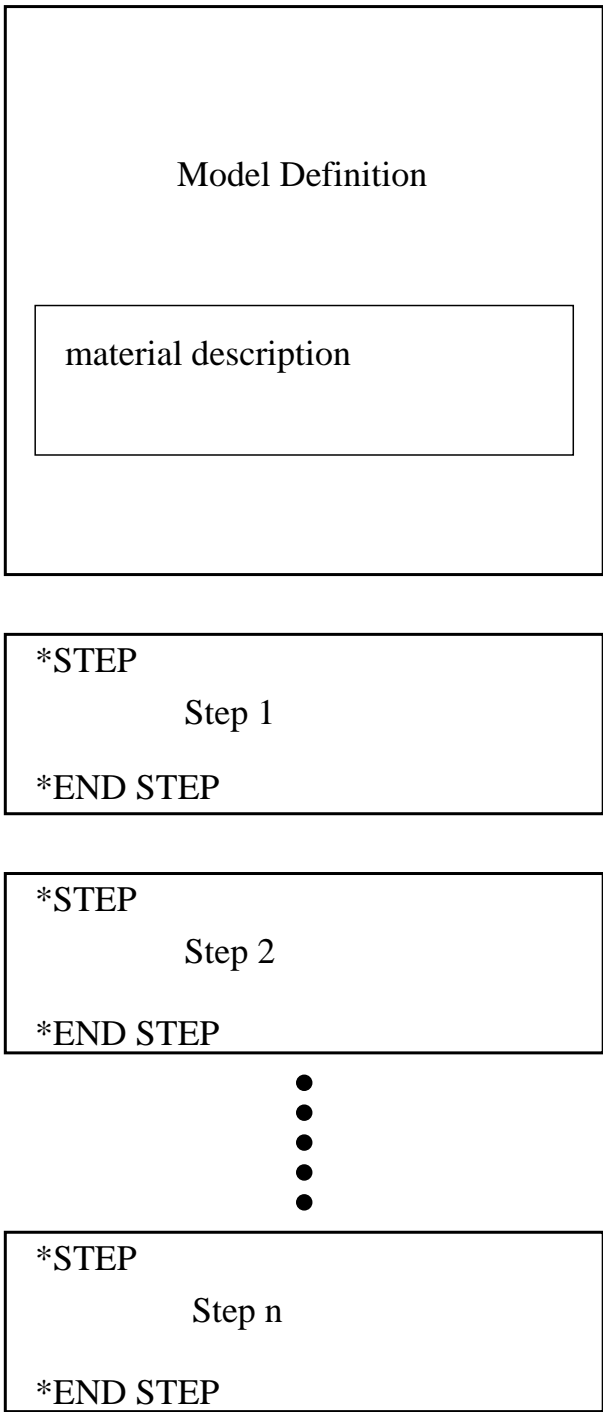 Model Definition
material description
*STEP
Step 1
*END STEP
*STEP
Step 2
*END STEP
*STEP
Step n
*END STEP